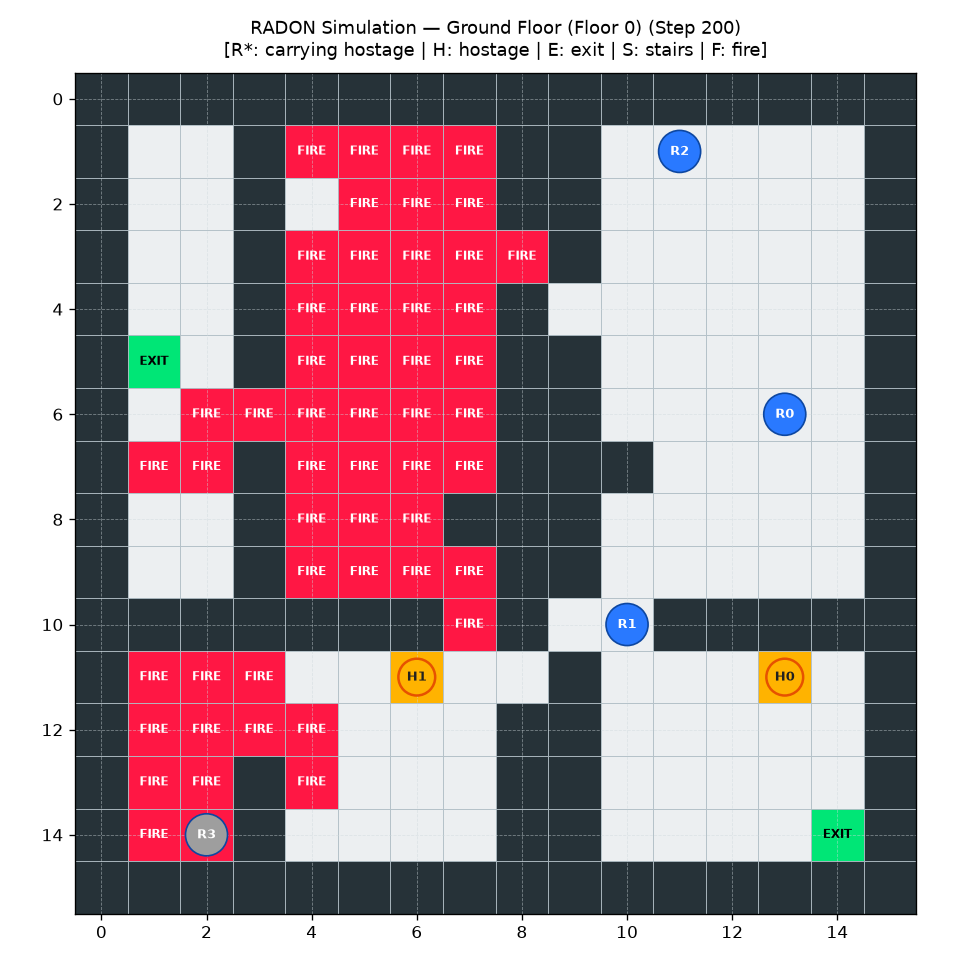 RADON Simulation — Ground Floor (Floor 0) (Step 200)
[R*: carrying hostage | H: hostage | E: exit | S: stairs | F: fire]
0
FIRE FIRE FIRE FIRE R2
2 FIRE FIRE FIRE
FIRE FIRE FIRE FIRE FIRE
4 FIRE FIRE FIRE FIRE
EXIT FIRE FIRE FIRE FIRE
6 FIRE FIRE FIRE FIRE FIRE FIRE R0
FIRE FIRE FIRE FIRE FIRE FIRE
8 FIRE FIRE FIRE
FIRE FIRE FIRE FIRE
10 FIRE R1
FIRE FIRE FIRE H1 H0
12 FIRE FIRE FIRE FIRE
FIRE FIRE FIRE
14 FIRE R3 EXIT
0 2 4 6 8 10 12 14